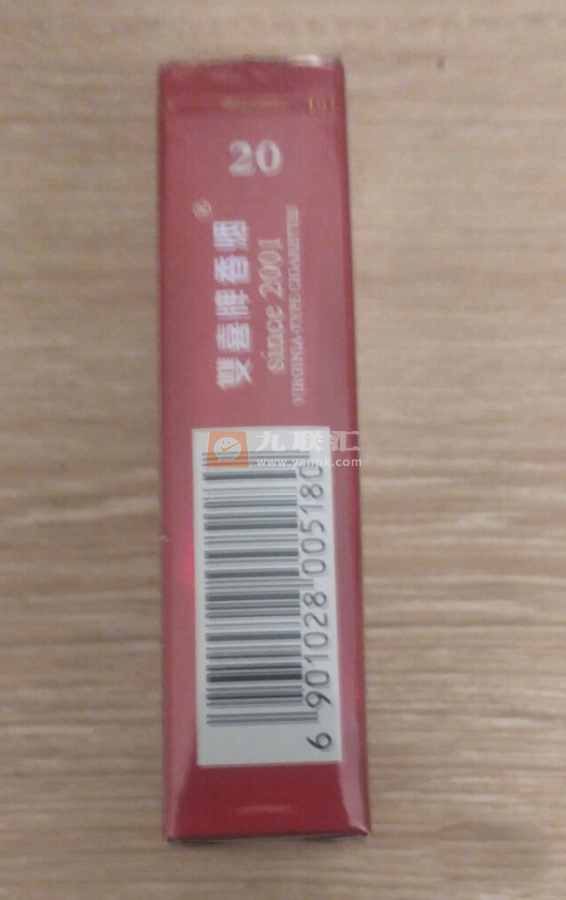 20
雙喜牌香烟®
since 2001
VIRGINIA-TYPE CIGARETTES
九联汇
www.yanpk.com
6 901028 005180